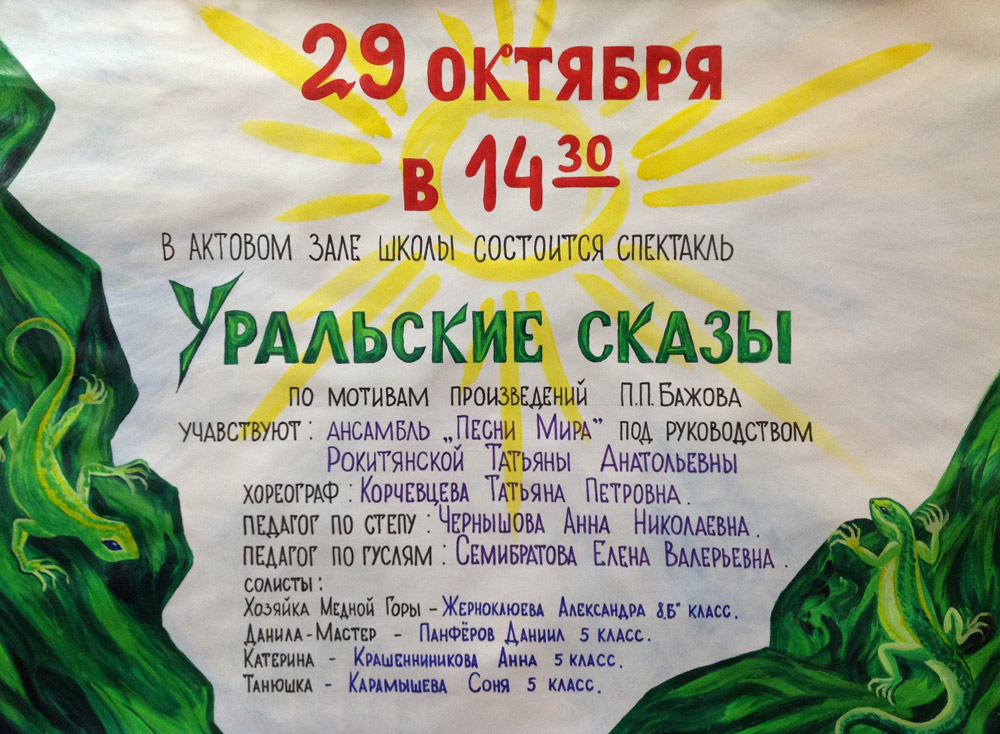 29 ОКТЯБРЯ
В 14 30
В АКТОВОМ ЗАЛЕ ШКОЛЫ СОСТОИТСЯ СПЕКТАКЛЬ
УРАЛЬСКИЕ СКАЗЫ
ПО МОТИВАМ ПРОИЗВЕДЕНИЙ П.П. БАЖОВА
УЧАВСТВУЮТ: АНСАМБЛЬ „ПЕСНИ МИРА" ПОД РУКОВОДСТВОМ
РОКИТЯНСКОЙ ТАТЬЯНЫ АНАТОЛЬЕВНЫ
ХОРЕОГРАФ: КОРЧЕВЦЕВА ТАТЬЯНА ПЕТРОВНА.
ПЕДАГОГ ПО СТЕПУ: ЧЕРНЫШОВА АННА НИКОЛАЕВНА.
ПЕДАГОГ ПО ГУСЛЯМ: СЕМИБРАТОВА ЕЛЕНА ВАЛЕРЬЕВНА.
СОЛИСТЫ:
ХОЗЯЙКА МЕДНОЙ ГОРЫ - ЖЕРНОКЛЮЕВА АЛЕКСАНДРА 8„Б" КЛАСС.
ДАНИЛА-МАСТЕР - ПАНФЁРОВ ДАНИИЛ 5 КЛАСС.
КАТЕРИНА - КРАШЕННИНИКОВА АННА 5 КЛАСС.
ТАНЮШКА - КАРАМЫШЕВА СОНЯ 5 КЛАСС.